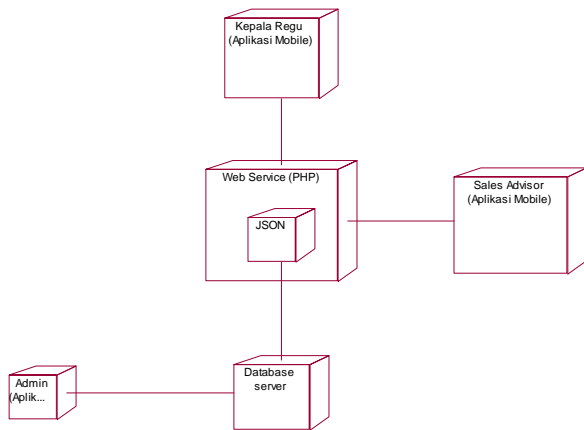 Kepala Regu
(Aplikasi Mobile)
Web Service (PHP)
JSON
Sales Advisor
(Aplikasi Mobile)
Database
server
Admin
(Aplik...